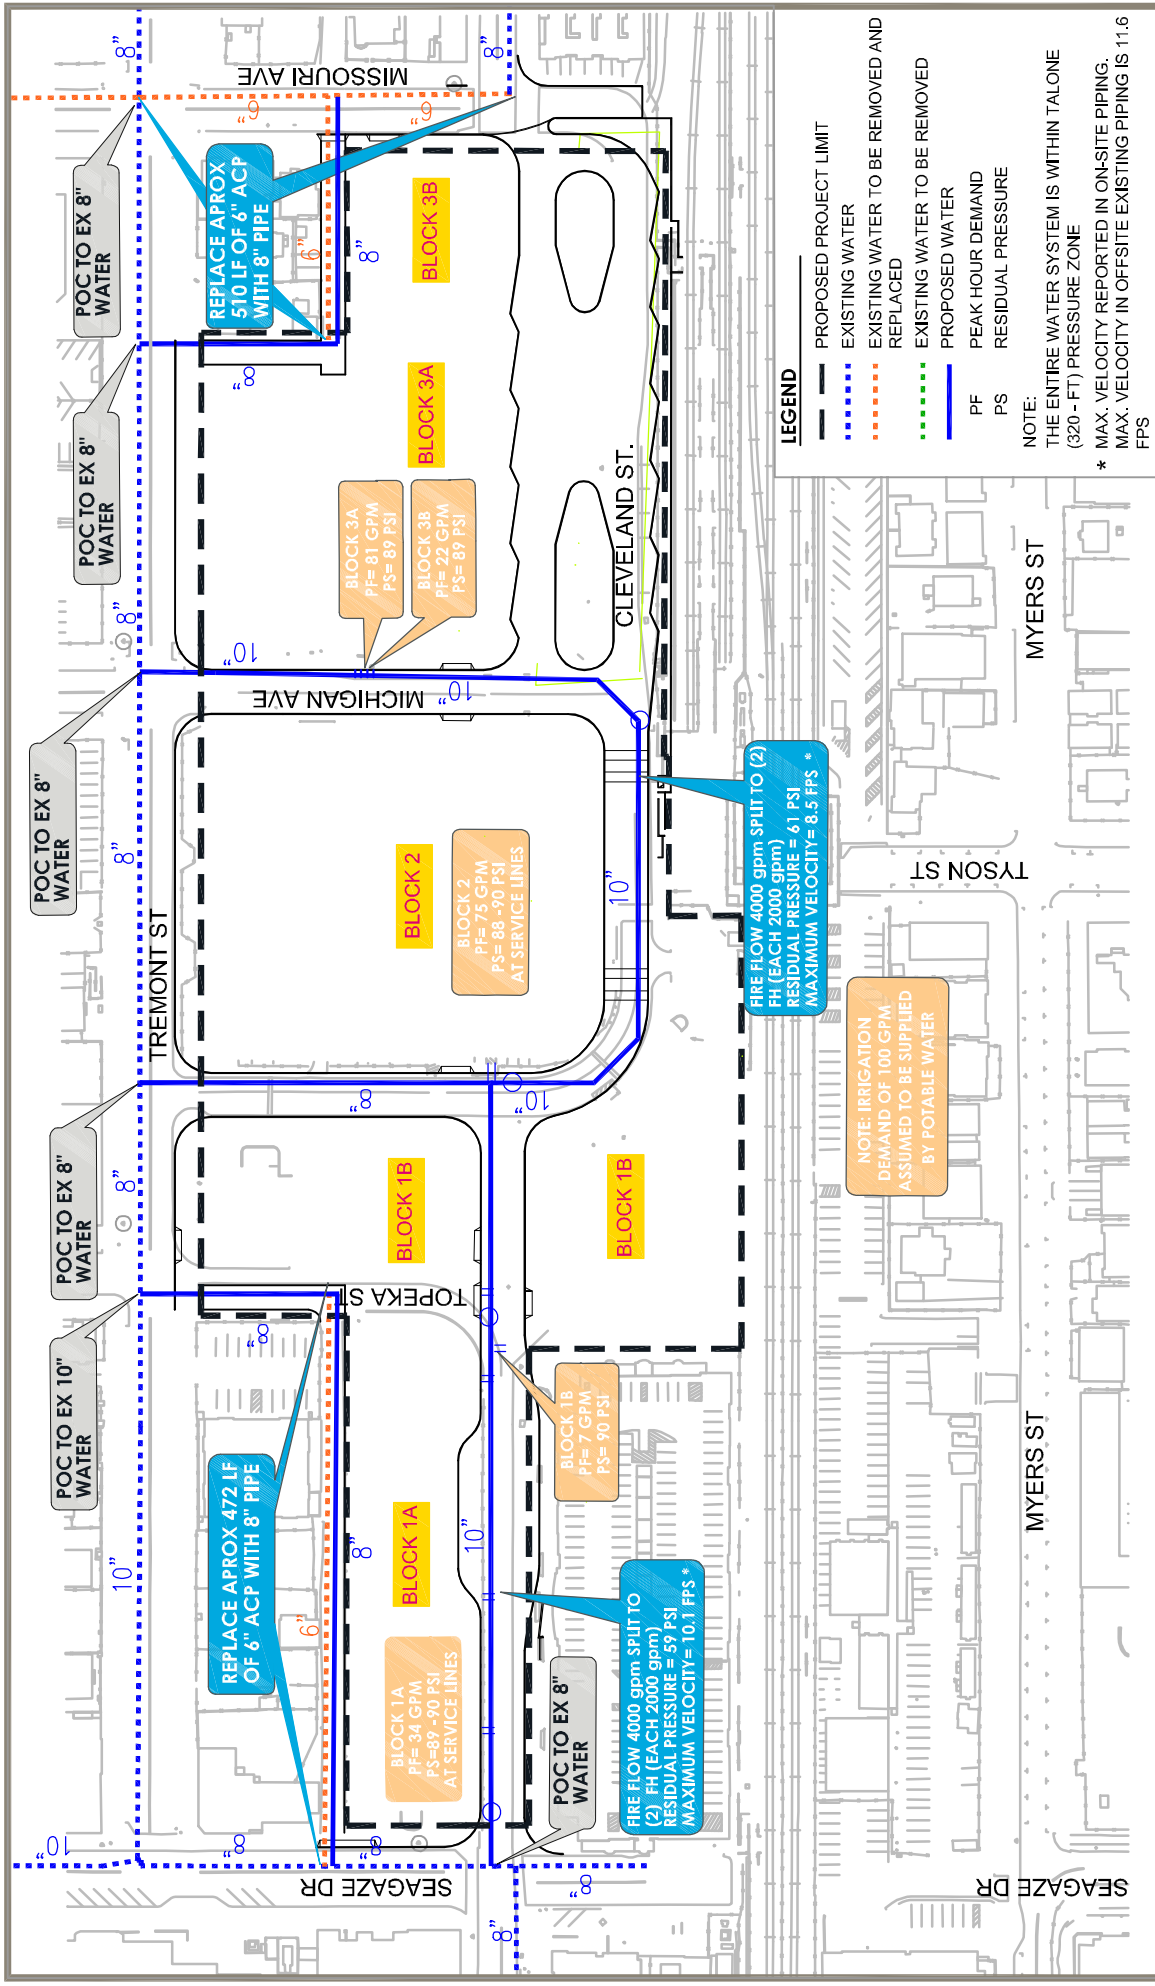 POC TO EX 10"
WATER
POC TO EX 8"
WATER
POC TO EX 8"
WATER
POC TO EX 8"
WATER
POC TO EX 8"
WATER
10"
10"
8"
8"
8"
8"
TREMONT ST
REPLACE APROX 472 LF
OF 6" ACP WITH 8" PIPE
REPLACE APROX
510 LF OF 6" ACP
WITH 8" PIPE
8"
8"
8"
10"
8"
6"
6"
6"
6"
MISSOURI AVE
8"
8"
8"
8"
TOPEKA ST
MICHIGAN AVE
10"
BLOCK 1A
BLOCK 1B
BLOCK 2
BLOCK 3A
BLOCK 3B
BLOCK 1A
PF= 34 GPM
PS=89 -90 PSI
AT SERVICE LINES
BLOCK 2
PF= 75 GPM
PS= 88 -90 PSI
AT SERVICE LINES
BLOCK 3A
PF= 81 GPM
PS= 89 PSI
BLOCK 3B
PF= 22 GPM
PS= 89 PSI
SEAGAZE DR
8"
8"
10"
10"
10"
POC TO EX 8"
WATER
BLOCK 1B
PF= 7 GPM
PS= 90 PSI
BLOCK 1B
CLEVELAND ST.
FIRE FLOW 4000 gpm SPLIT TO
(2) FH (EACH 2000 gpm)
RESIDUAL PRESSURE = 59 PSI
MAXIMUM VELOCITY= 10.1 FPS *
FIRE FLOW 4000 gpm SPLIT TO (2)
FH (EACH 2000 gpm)
RESIDUAL PRESSURE = 61 PSI
MAXIMUM VELOCITY= 8.5 FPS *
NOTE: IRRIGATION
DEMAND OF 100 GPM
ASSUMED TO BE SUPPLIED
BY POTABLE WATER
TYSON ST
MYERS ST
MYERS ST
SEAGAZE DR
LEGEND
PROPOSED PROJECT LIMIT
EXISTING WATER
EXISTING WATER TO BE REMOVED AND
REPLACED
EXISTING WATER TO BE REMOVED
PROPOSED WATER
PF PEAK HOUR DEMAND
PS RESIDUAL PRESSURE
NOTE:
THE ENTIRE WATER SYSTEM IS WITHIN TALONE
(320 - FT) PRESSURE ZONE
* MAX. VELOCITY REPORTED IN ON-SITE PIPING.
MAX. VELOCITY IN OFFSITE EXISTING PIPING IS 11.6
FPS